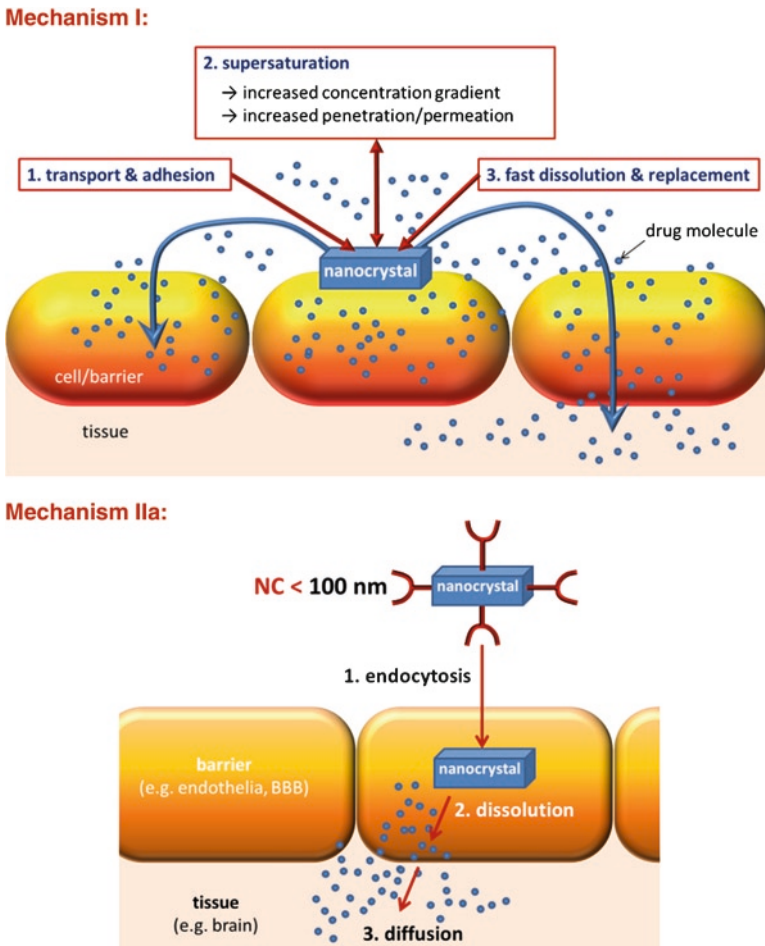 Mechanism I:
2. supersaturation
→ increased concentration gradient
→ increased penetration/permeation
1. transport & adhesion
3. fast dissolution & replacement
drug molecule
nanocrystal
cell/barrier
tissue
Mechanism IIa:
NC < 100 nm
nanocrystal
1. endocytosis
barrier
(e.g. endothelia, BBB)
nanocrystal
2. dissolution
tissue
(e.g. brain)
3. diffusion